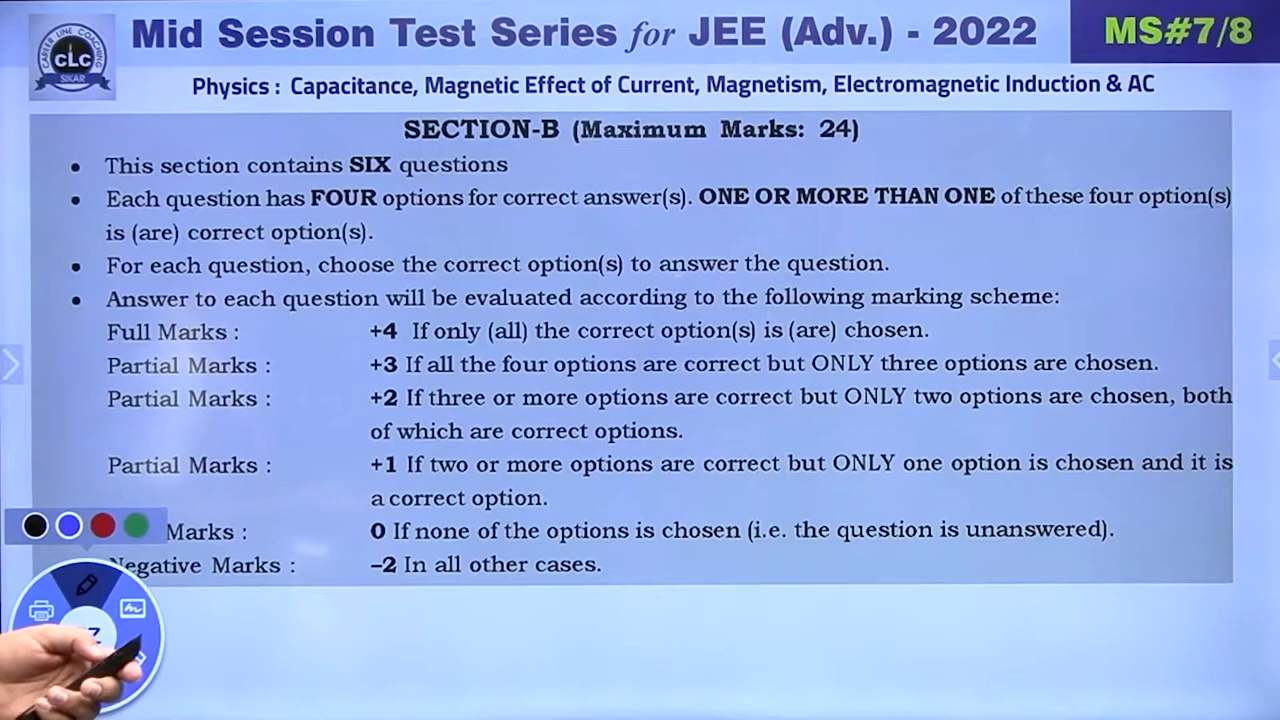 CAREER LINE COACHING
CLC
SIKAR
Mid Session Test Series for JEE (Adv.) - 2022
MS#7/8
Physics : Capacitance, Magnetic Effect of Current, Magnetism, Electromagnetic Induction & AC
SECTION-B (Maximum Marks: 24)
• This section contains SIX questions
• Each question has FOUR options for correct answer(s). ONE OR MORE THAN ONE of these four option(s)
is (are) correct option(s).
• For each question, choose the correct option(s) to answer the question.
• Answer to each question will be evaluated according to the following marking scheme:
Full Marks : +4 If only (all) the correct option(s) is (are) chosen.
Partial Marks : +3 If all the four options are correct but ONLY three options are chosen.
Partial Marks : +2 If three or more options are correct but ONLY two options are chosen, both
of which are correct options.
Partial Marks : +1 If two or more options are correct but ONLY one option is chosen and it is
a correct option.
Marks : 0 If none of the options is chosen (i.e. the question is unanswered).
Negative Marks : –2 In all other cases.